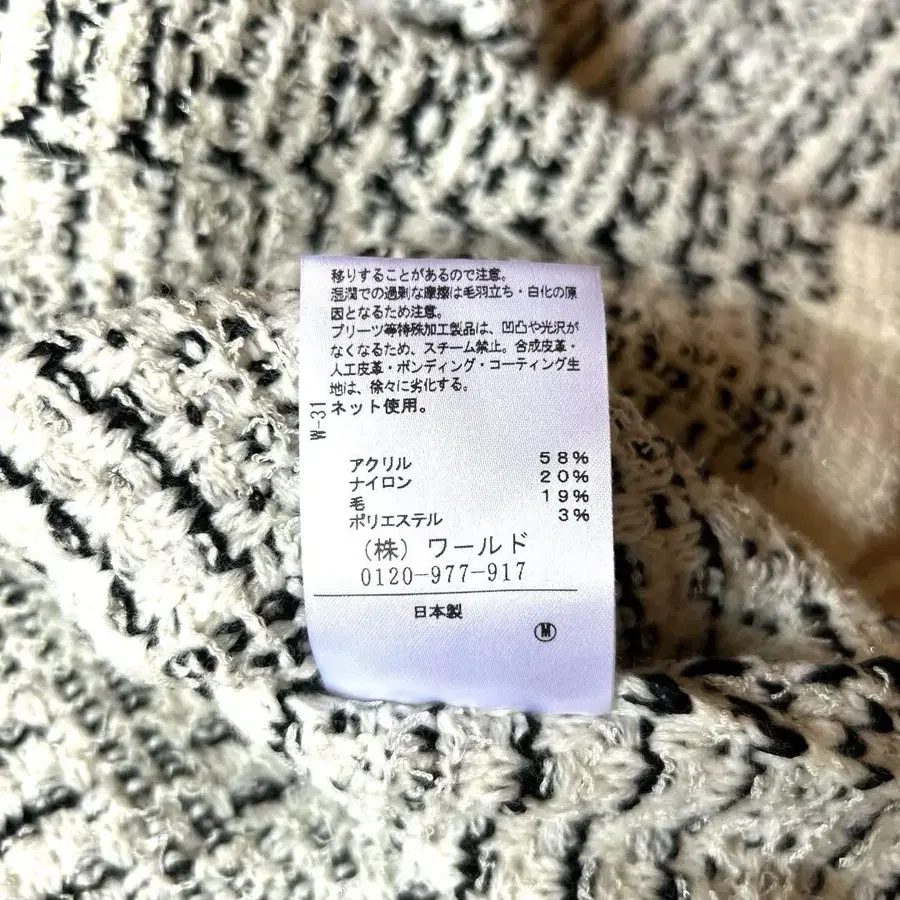 移りすることがあるので注意。
湿潤での過剰な摩擦は毛羽立ち・白化の原
因となるため注意。
プリーツ等特殊加工製品は、凹凸や光沢が
なくなるため、スチーム禁止。合成皮革・
人工皮革・ボンディング・コーティング生
地は、徐々に劣化する。
ネット使用。
W-31
アクリル 58%
ナイロン 20%
毛 19%
ポリエステル 3%
(株) ワールド
0120-977-917
日本製
Ⓜ